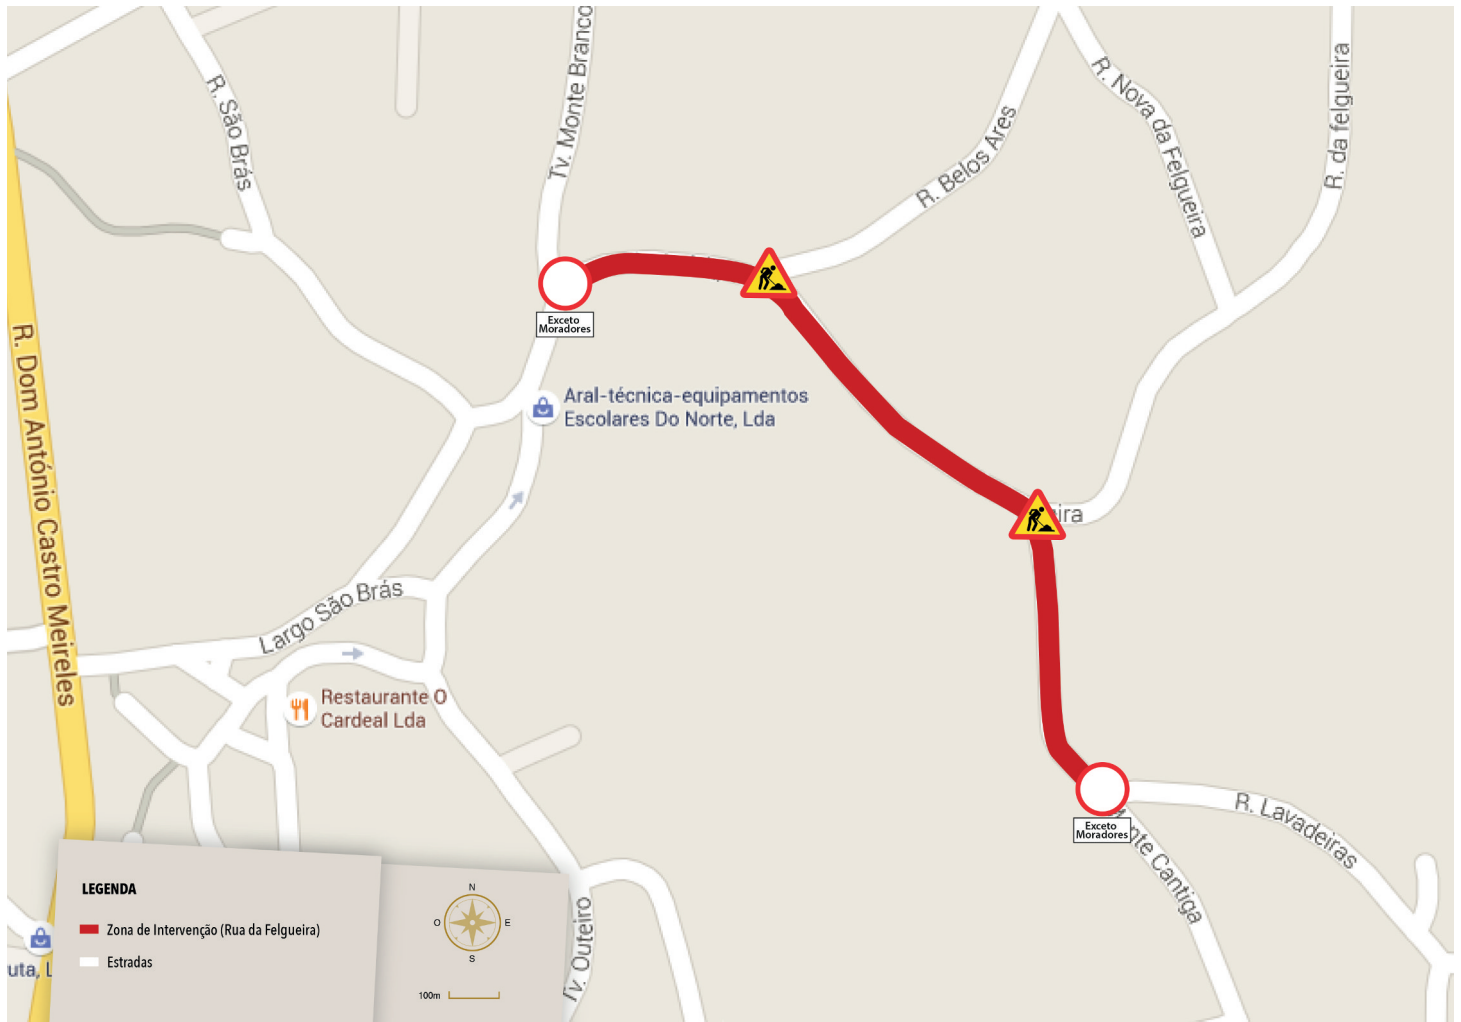 R. São Brás
Tv. Monte Branco
R. Belos Ares
R. Nova da Felgueira
R. da felgueira
Exceto
Moradores
R. Dom António Castro Meireles
Aral-técnica-equipamentos
Escolares Do Norte, Lda
ira
Largo São Brás
Restaurante O
Cardeal Lda
R. Lavadeiras
Exceto
Moradores
nte Cantiga
Tv. Outeiro
uta, L
LEGENDA
Zona de Intervenção (Rua da Felgueira)
Estradas
N
O
E
S
100m